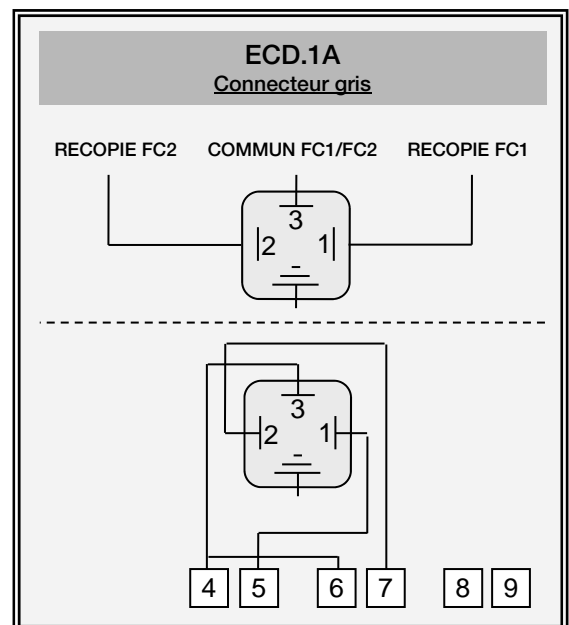 ECD.1A
Connecteur gris
RECOPIE FC2 COMMUN FC1/FC2 RECOPIE FC1
3
2 1
3
2 1
4 5 6 7 8 9